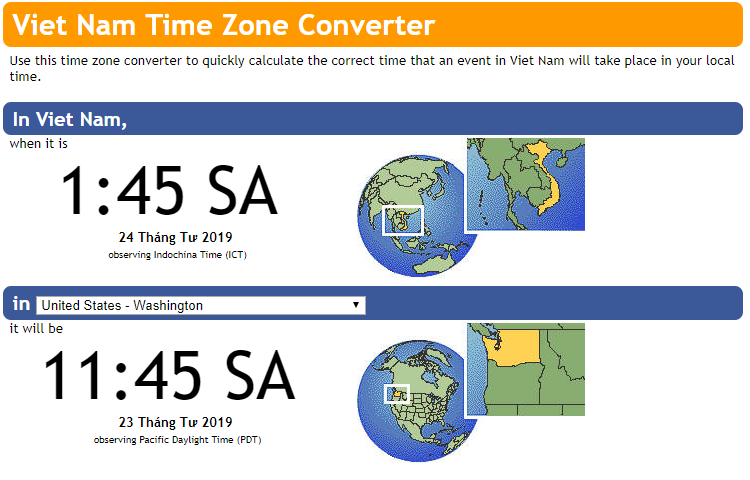 Viet Nam Time Zone Converter
Use this time zone converter to quickly calculate the correct time that an event in Viet Nam will take place in your local
time.
In Viet Nam,
when it is
1:45 SA
24 Tháng Tư 2019
observing Indochina Time (ICT)
in United States - Washington
it will be
11:45 SA
23 Tháng Tư 2019
observing Pacific Daylight Time (PDT)